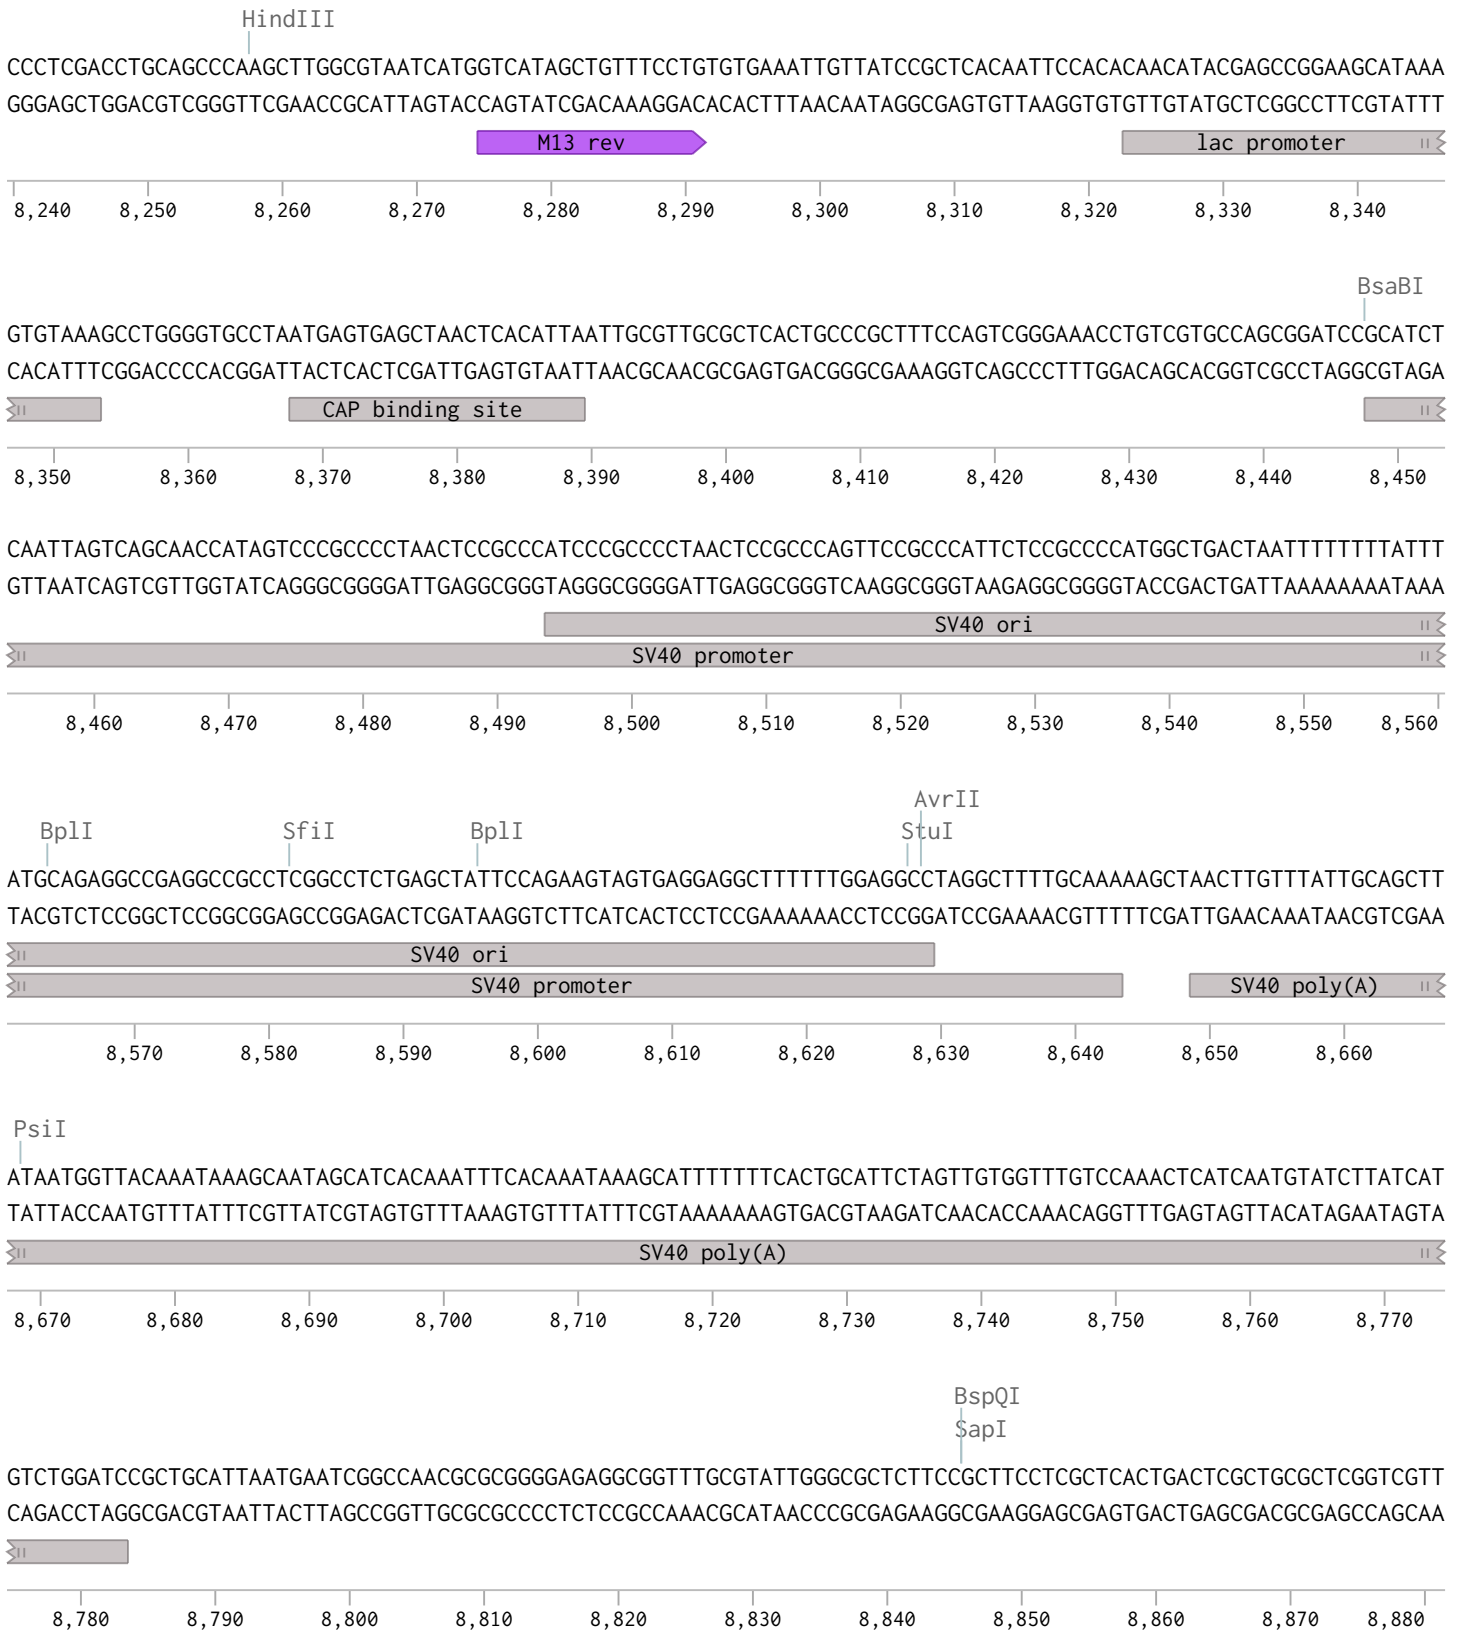 HindIII
CCCTCGACCTGCAGCCCAAGCTTGGCGTAATCATGGTCATAGCTGTTTCCTGTGTGAAATTGTTATCCGCTCACAATTCCACACAACATACGAGCCGGAAGCATAAA
GGGAGCTGGACGTCGGGTTCGAACCGCATTAGTACCAGTATCGACAAAGGACACACTTTAACAATAGGCGAGTGTTAAGGTGTGTTGTATGCTCGGCCTTCGTATTT
M13 rev lac promoter
8,240 8,250 8,260 8,270 8,280 8,290 8,300 8,310 8,320 8,330 8,340
BsaBI
GTGTAAAGCCTGGGGTGCCTAATGAGTGAGCTAACTCACATTAATTGCGTTGCGCTCACTGCCCGCTTTCCAGTCGGGAAACCTGTCGTGCCAGCGGATCCGCATCT
CACATTTCGGACCCCACGGATTACTCACTCGATTGAGTGTAATTAACGCAACGCGAGTGACGGGCGAAAGGTCAGCCCTTTGGACAGCACGGTCGCCTAGGCGTAGA
CAP binding site
8,350 8,360 8,370 8,380 8,390 8,400 8,410 8,420 8,430 8,440 8,450
CAATTAGTCAGCAACCATAGTCCCGCCCCTAACTCCGCCCATCCCGCCCCTAACTCCGCCCAGTTCCGCCCATTCTCCGCCCCATGGCTGACTAATTTTTTTTATTT
GTTAATCAGTCGTTGGTATCAGGGCGGGGATTGAGGCGGGTAGGGCGGGGATTGAGGCGGGTCAAGGCGGGTAAGAGGCGGGGTACCGACTGATTAAAAAAAATAAA
SV40 ori
SV40 promoter
8,460 8,470 8,480 8,490 8,500 8,510 8,520 8,530 8,540 8,550 8,560
AvrII
BplI SfiI BplI StuI
ATGCAGAGGCCGAGGCCGCCTCGGCCTCTGAGCTATTCCAGAAGTAGTGAGGAGGCTTTTTTGGAGGCCTAGGCTTTTGCAAAAAGCTAACTTGTTTATTGCAGCTT
TACGTCTCCGGCTCCGGCGGAGCCGGAGACTCGATAAGGTCTTCATCACTCCTCCGAAAAAACCTCCGGATCCGAAAACGTTTTTCGATTGAACAAATAACGTCGAA
SV40 ori
SV40 promoter SV40 poly(A)
8,570 8,580 8,590 8,600 8,610 8,620 8,630 8,640 8,650 8,660
PsiI
ATAATGGTTACAAATAAAGCAATAGCATCACAAATTTCACAAATAAAGCATTTTTTTCACTGCATTCTAGTTGTGGTTTGTCCAAACTCATCAATGTATCTTATCAT
TATTACCAATGTTTATTTCGTTATCGTAGTGTTTAAAGTGTTTATTTCGTAAAAAAAGTGACGTAAGATCAACACCAAACAGGTTTGAGTAGTTACATAGAATAGTA
SV40 poly(A)
8,670 8,680 8,690 8,700 8,710 8,720 8,730 8,740 8,750 8,760 8,770
BspQI
SapI
GTCTGGATCCGCTGCATTAATGAATCGGCCAACGCGCGGGGAGAGGCGGTTTGCGTATTGGGCGCTCTTCCGCTTCCTCGCTCACTGACTCGCTGCGCTCGGTCGTT
CAGACCTAGGCGACGTAATTACTTAGCCGGTTGCGCGCCCCTCTCCGCCAAACGCATAACCCGCGAGAAGGCGAAGGAGCGAGTGACTGAGCGACGCGAGCCAGCAA
8,780 8,790 8,800 8,810 8,820 8,830 8,840 8,850 8,860 8,870 8,880